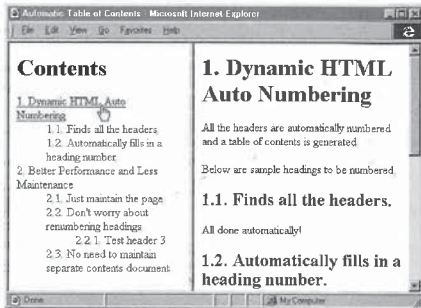 Automatic Table of Contents - Microsoft Internet Explorer
File Edit View Go Favorites Help
Contents
1. Dynamic HTML Auto
Numbering
1.1. Finds all the headers.
1.2. Automatically fills in a
heading number.
2. Better Performance and Less
Maintenance
2.1. Just maintain the page
2.2. Don't worry about
renumbering headings
2.2.1. Test header 3
2.3. No need to maintain
separate contents document
1. Dynamic HTML
Auto Numbering
All the headers are automatically numbered
and a table of contents is generated
Below are sample headings to be numbered
1.1. Finds all the headers.
All done automatically!
1.2. Automatically fills in a
heading number.
Done
My Computer